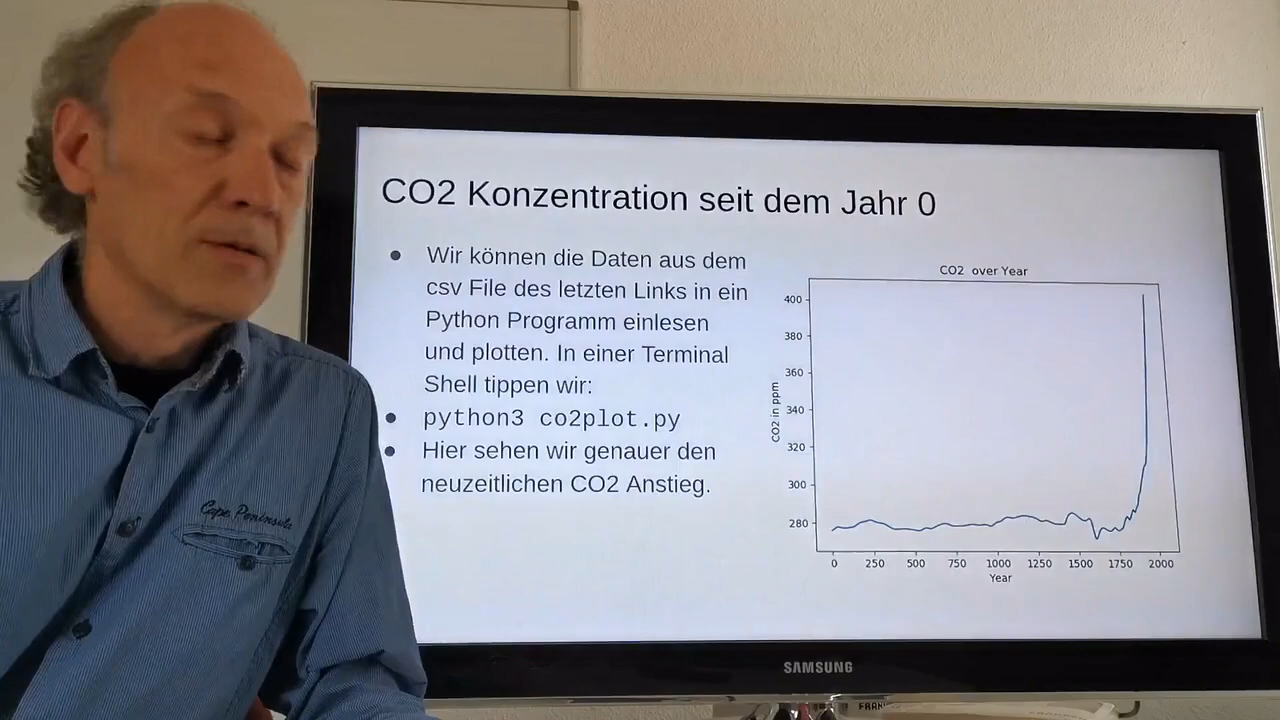 CO2 Konzentration seit dem Jahr 0
Wir können die Daten aus dem
csv File des letzten Links in ein
Python Programm einlesen
und plotten. In einer Terminal
Shell tippen wir:
python3 co2plot.py
Hier sehen wir genauer den
neuzeitlichen CO2 Anstieg.
CO2 over Year
CO2 in ppm
400
380
360
340
320
300
280
0 250 500 750 1000 1250 1500 1750 2000
Year
Cape Peninsula
SAMSUNG